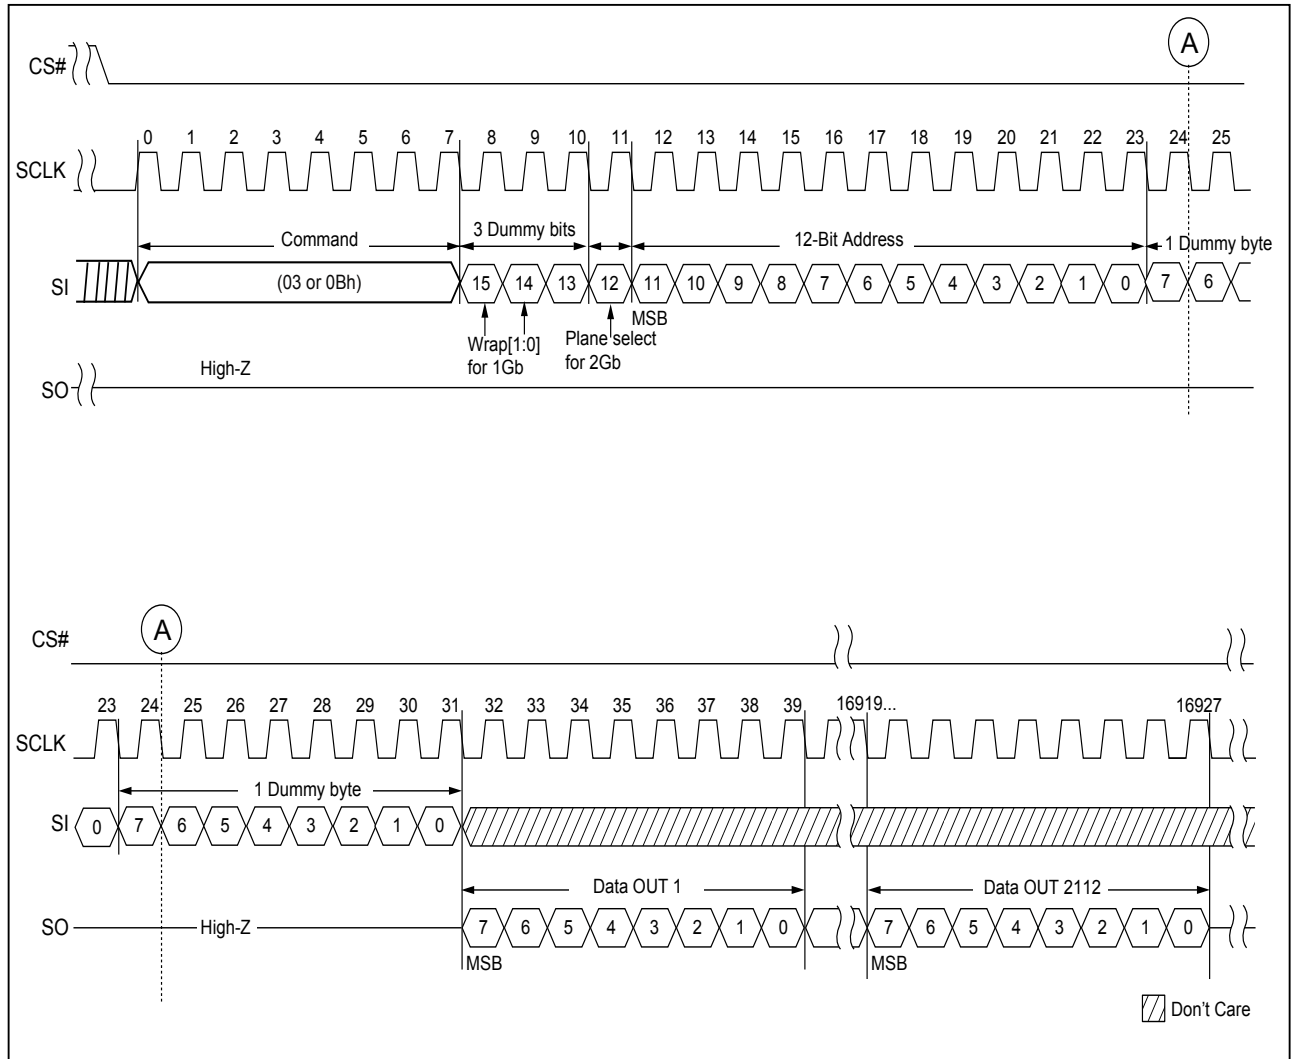 A
CS#
0 1 2 3 4 5 6 7 8 9 10 11 12 13 14 15 16 17 18 19 20 21 22 23 24 25
SCLK
Command 3 Dummy bits 12-Bit Address 1 Dummy byte
SI (03 or 0Bh) 15 14 13 12 11 10 9 8 7 6 5 4 3 2 1 0 7 6
MSB
Wrap[1:0]
for 1Gb
Plane select
for 2Gb
High-Z
SO
A
CS#
23 24 25 26 27 28 29 30 31 32 33 34 35 36 37 38 39 16919... 16927
SCLK
1 Dummy byte
SI 0 7 6 5 4 3 2 1 0
Data OUT 1 Data OUT 2112
SO High-Z 7 6 5 4 3 2 1 0 7 6 5 4 3 2 1 0
MSB MSB
Don't Care